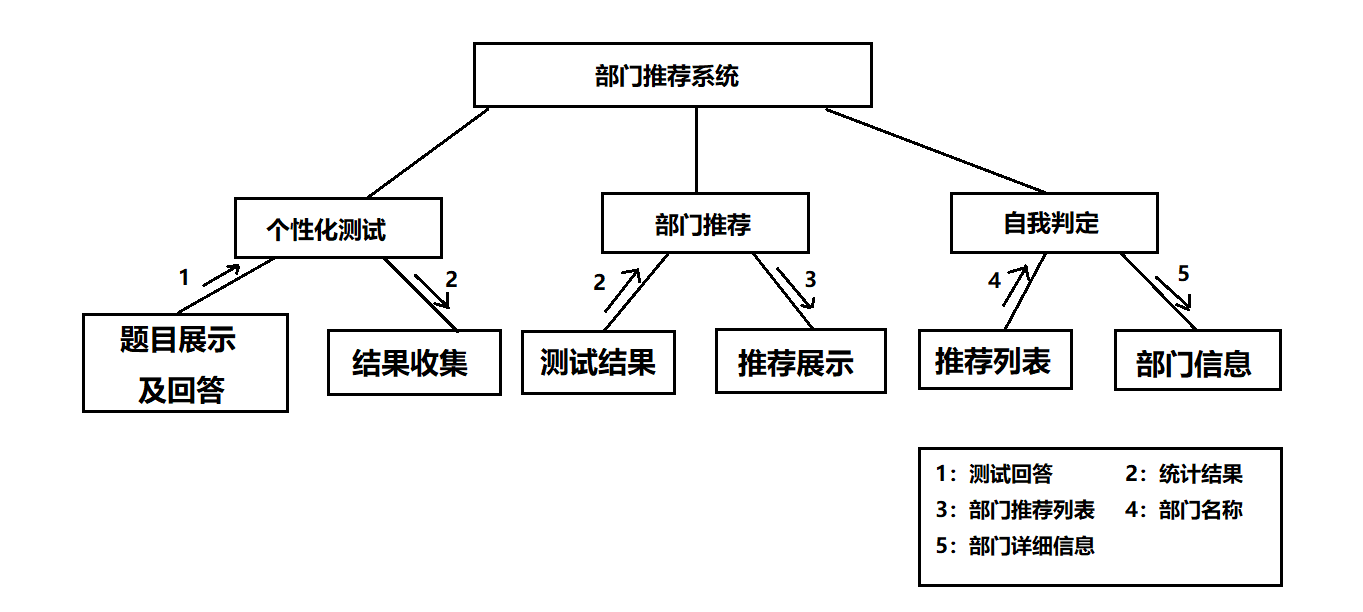 部门推荐系统
个性化测试
部门推荐
自我判定
1
2
2
3
4
5
题目展示
及回答
结果收集
测试结果
推荐展示
推荐列表
部门信息
1：测试回答 2：统计结果
3：部门推荐列表 4：部门名称
5：部门详细信息